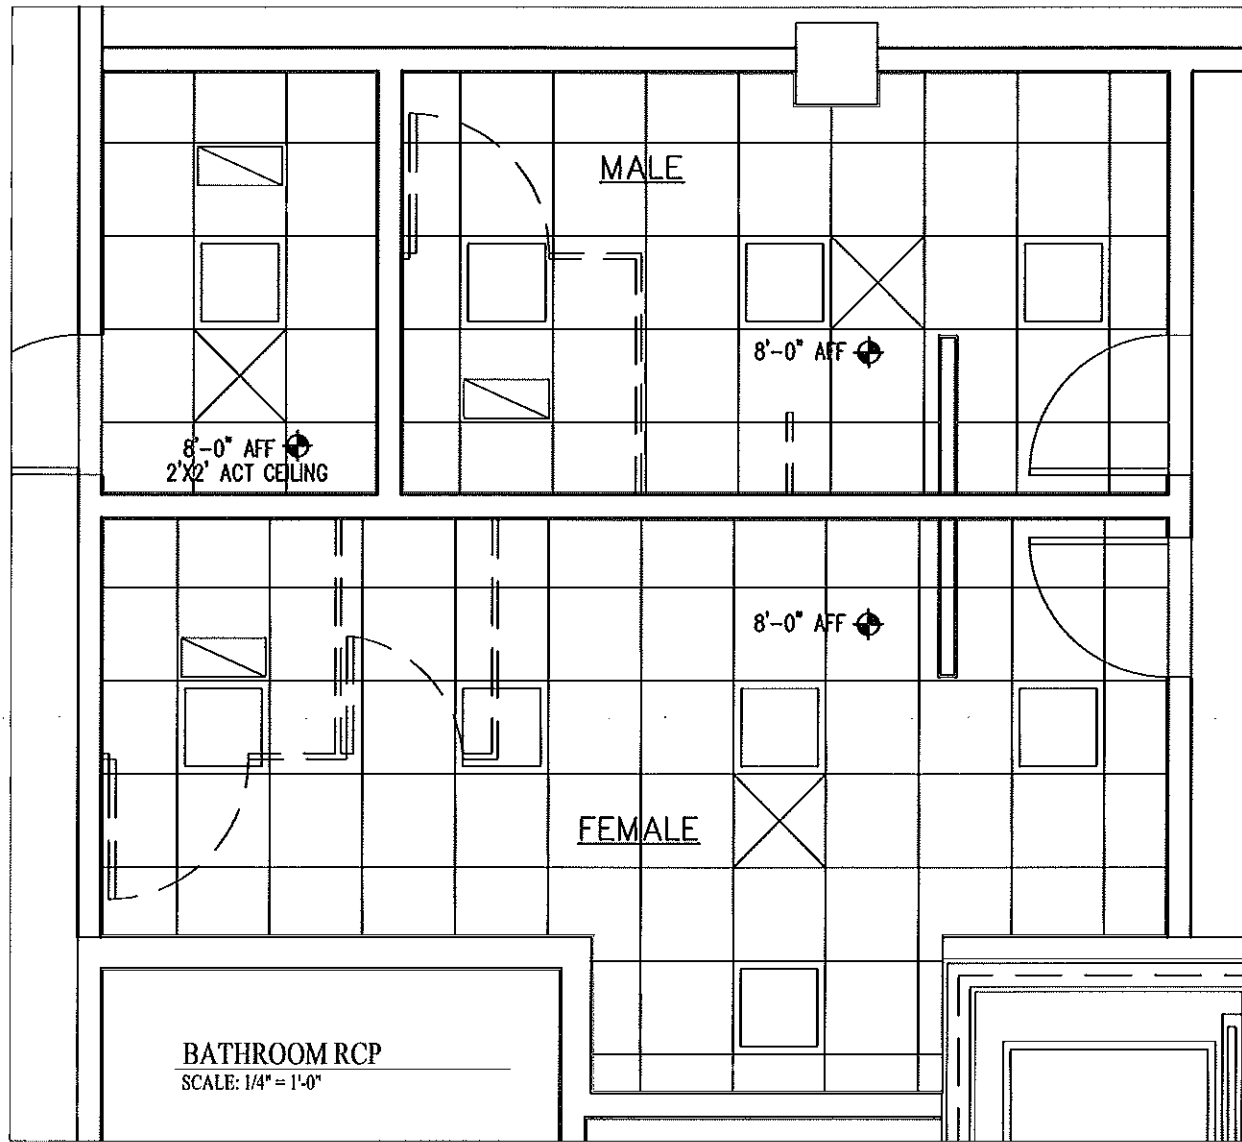 MALE
8'-0" AFF
8'-0" AFF
2'X2' ACT CEILING
8'-0" AFF
FEMALE
BATHROOM RCP
SCALE: 1/4" = 1'-0"